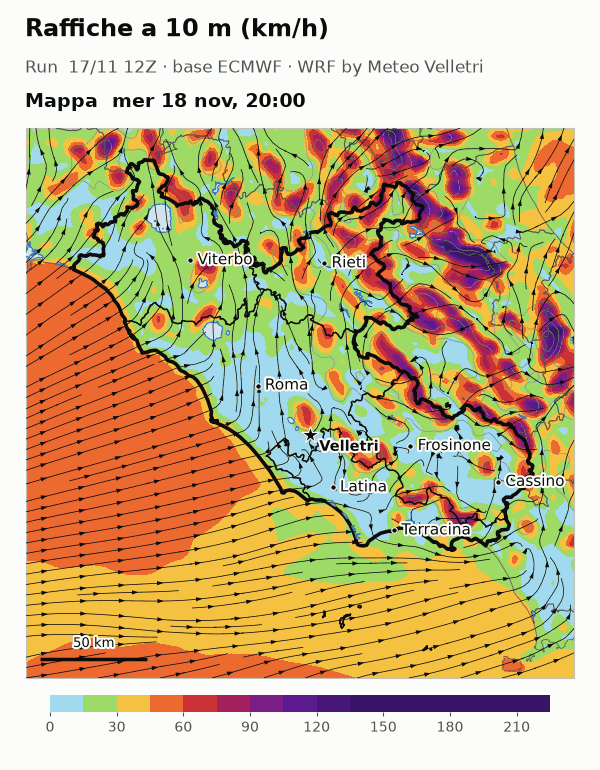 Raffiche a 10 m (km/h)
Run 17/11 12Z · base ECMWF · WRF by Meteo Velletri
Mappa mer 18 nov, 20:00
Viterbo
Rieti
Roma
Velletri
Frosinone
Cassino
Latina
Terracina
50 km
0 30 60 90 120 150 180 210